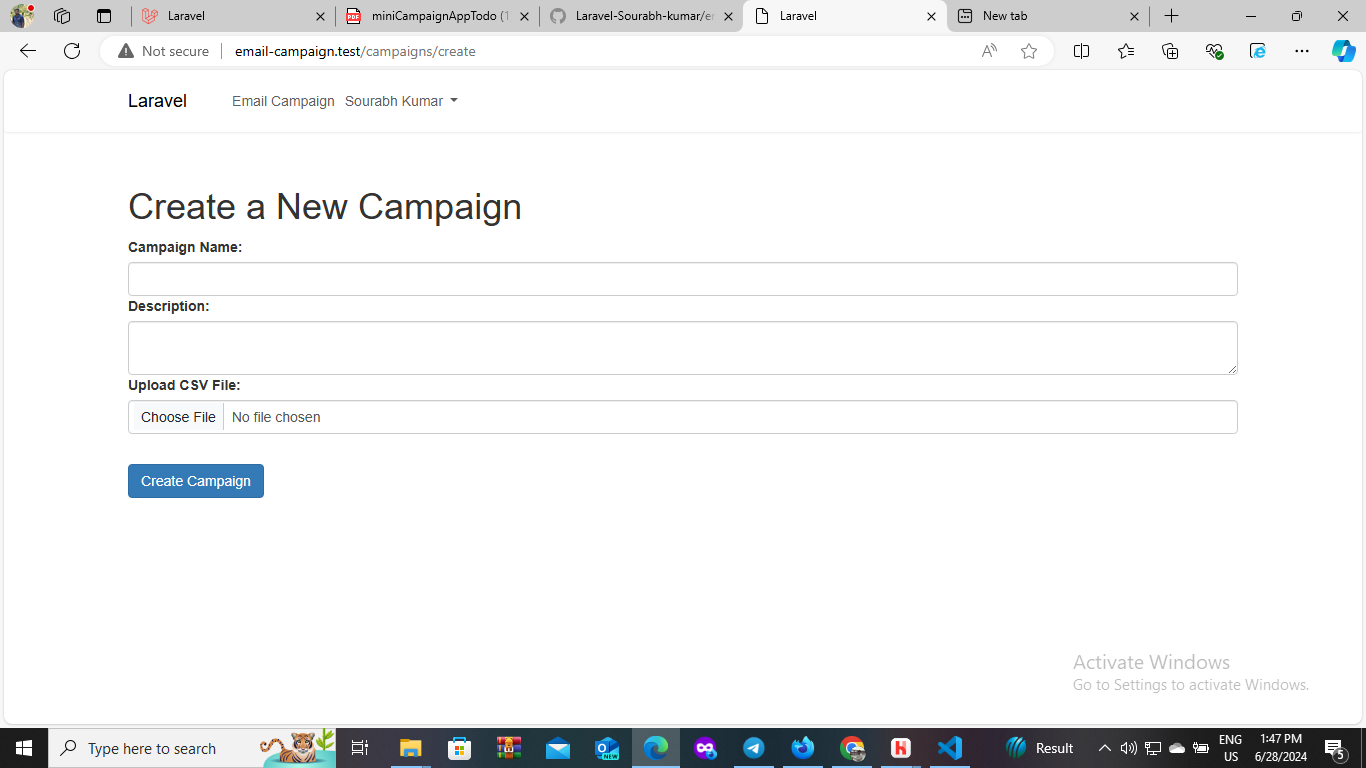 Laravel
miniCampaignAppTodo (1
Laravel-Sourabh-kumar/em
Laravel
New tab
Not secure
email-campaign.test/campaigns/create
Laravel
Email Campaign
Sourabh Kumar
Create a New Campaign
Campaign Name:
Description:
Upload CSV File:
Choose File
No file chosen
Create Campaign
Activate Windows
Go to Settings to activate Windows.
Type here to search
NEW
Result
ENG
US
1:47 PM
6/28/2024
5